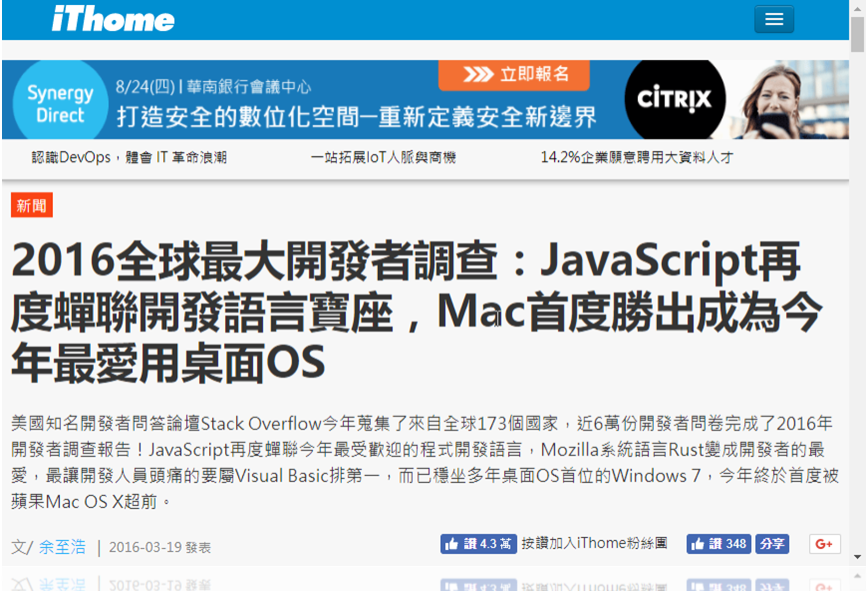 iThome
Synergy
Direct
8/24(四) | 華南銀行會議中心
立即報名
打造安全的數位化空間—重新定義安全新邊界
CİTRIX
認識DevOps，體會 IT 革命浪潮
一站拓展IoT人脈與商機
14.2%企業願意聘用大資料人才
新聞
2016全球最大開發者調查：JavaScript再
度蟬聯開發語言寶座，Mac首度勝出成為今
年最愛用桌面OS
美國知名開發者問答論壇Stack Overflow今年蒐集了來自全球173個國家，近6萬份開發者問卷完成了2016年
開發者調查報告！JavaScript再度蟬聯今年最受歡迎的程式開發語言，Mozilla系統語言Rust變成開發者的最
愛，最讓開發人員頭痛的要屬Visual Basic排第一，而已穩坐多年桌面OS首位的Windows 7，今年終於首度被
蘋果Mac OS X超前。
文/ 余至浩 | 2016-03-19 發表
讚 4.3 萬 按讚加入iThome粉絲團 讚 348 分享 G+